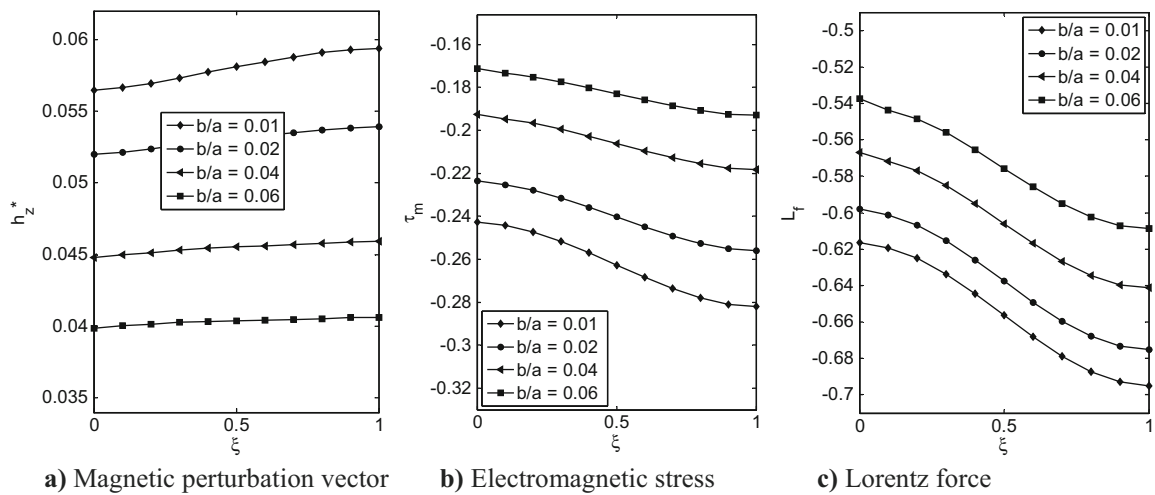 0.06
0.055
0.05
0.045
0.04
0.035
h_z*
b/a = 0.01
b/a = 0.02
b/a = 0.04
b/a = 0.06
0 0.5 1
ξ
a) Magnetic perturbation vector
-0.16
-0.18
-0.2
-0.22
-0.24
-0.26
-0.28
-0.3
-0.32
τ_m
b/a = 0.01
b/a = 0.02
b/a = 0.04
b/a = 0.06
0 0.5 1
ξ
b) Electromagnetic stress
-0.5
-0.52
-0.54
-0.56
-0.58
-0.6
-0.62
-0.64
-0.66
-0.68
-0.7
L_f
b/a = 0.01
b/a = 0.02
b/a = 0.04
b/a = 0.06
0 0.5 1
ξ
c) Lorentz force